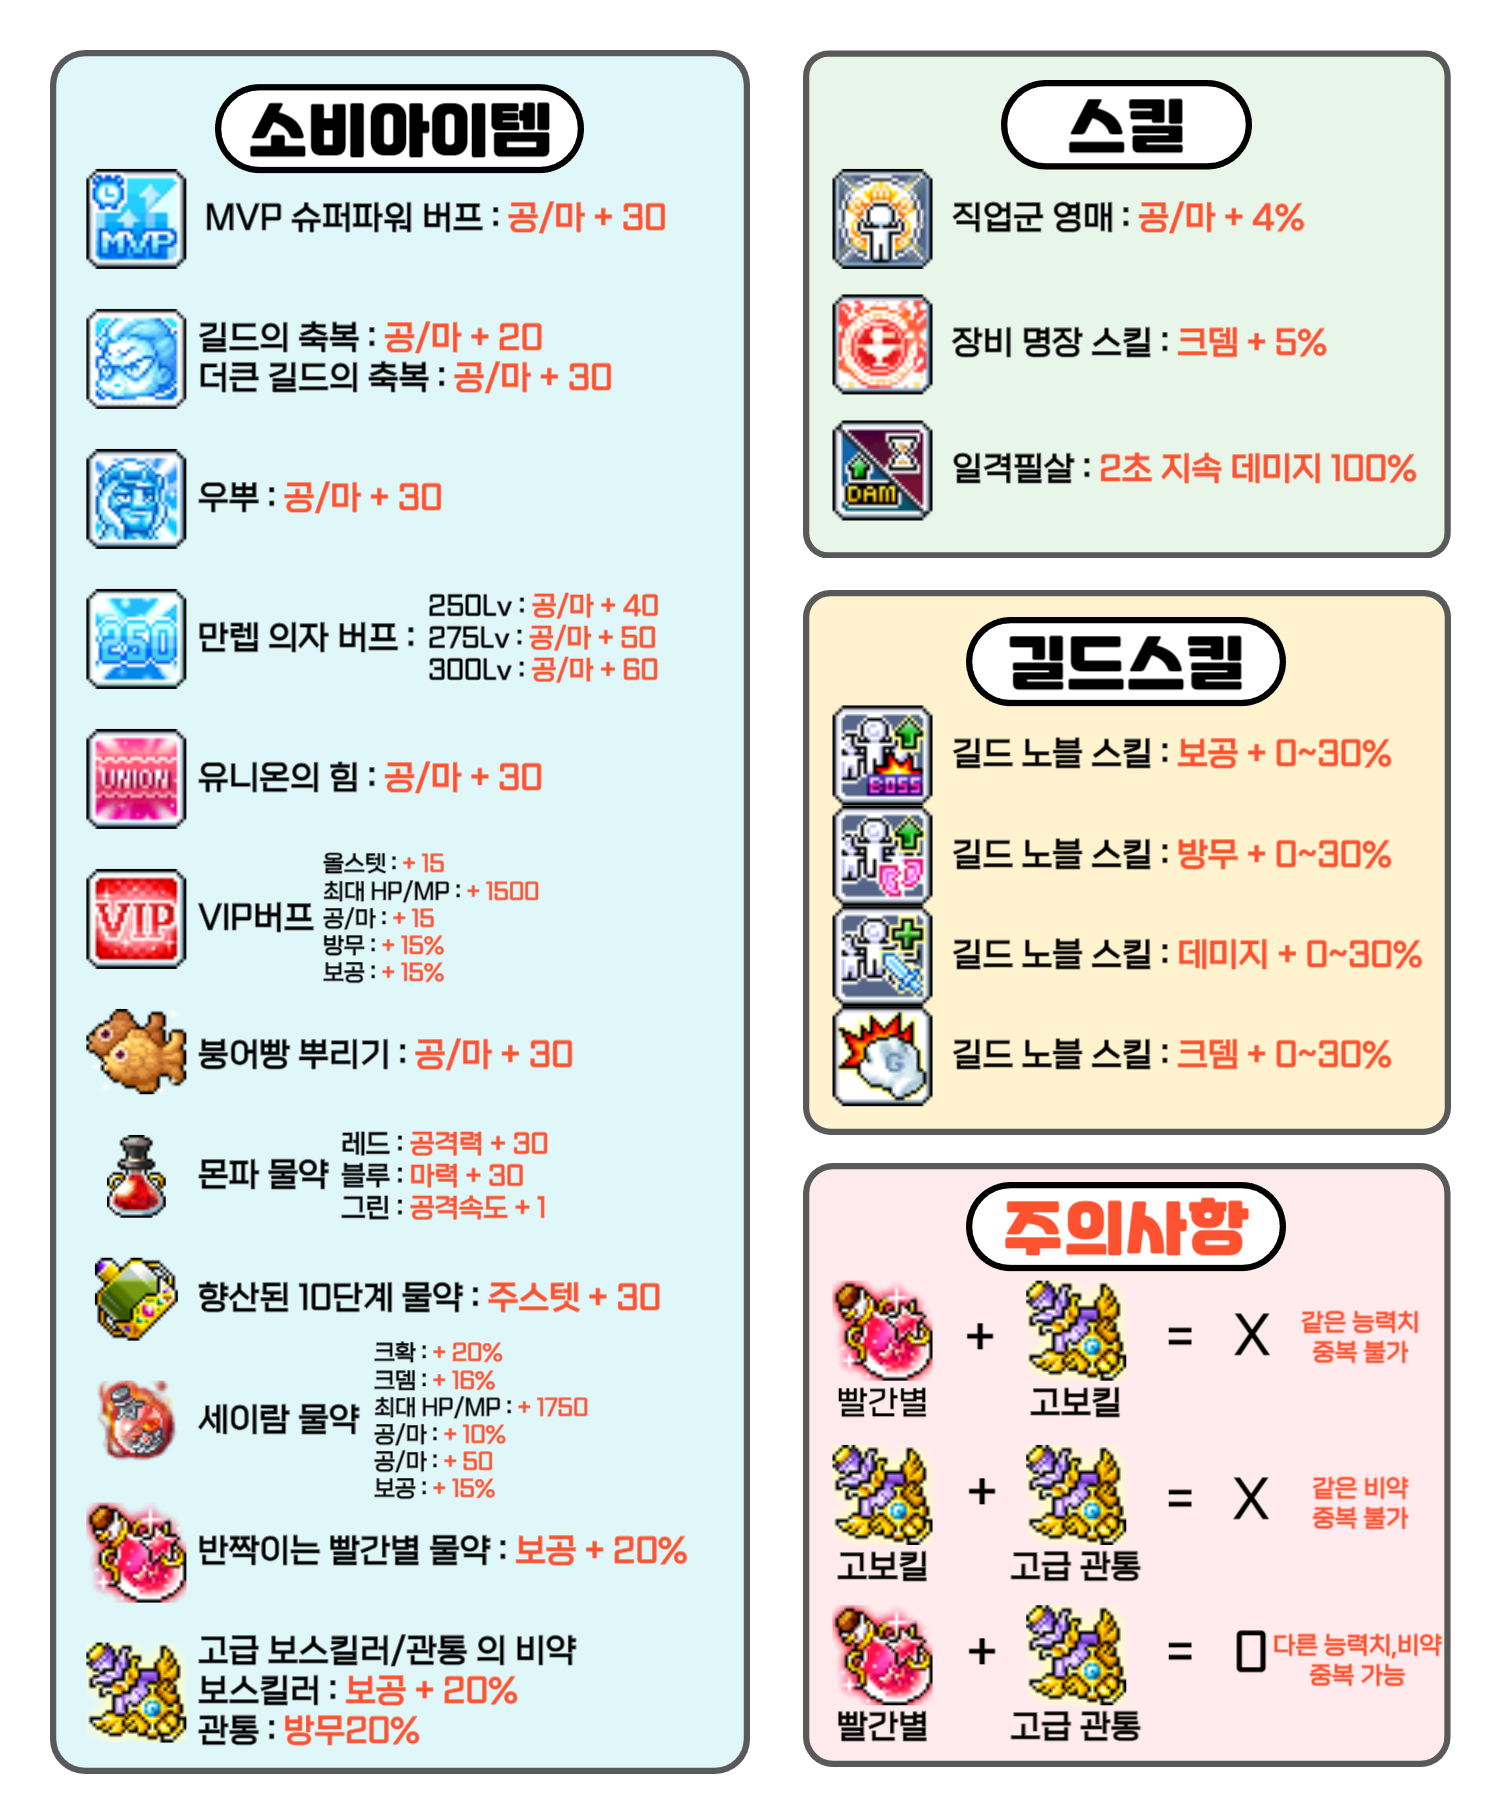 소비아이템
MVP
MVP 슈퍼파워 버프 : 공/마 + 30
길드의 축복 : 공/마 + 20
더큰 길드의 축복 : 공/마 + 30
우뿌 : 공/마 + 30
250
만렙 의자 버프 :
250Lv : 공/마 + 40
275Lv : 공/마 + 50
300Lv : 공/마 + 60
UNION
유니온의 힘 : 공/마 + 30
VIP
VIP버프
올스텟 : + 15
최대 HP/MP : + 1500
공/마 : + 15
방무 : + 15%
보공 : + 15%
붕어빵 뿌리기 : 공/마 + 30
몬파 물약
레드 : 공격력 + 30
블루 : 마력 + 30
그린 : 공격속도 + 1
향산된 10단계 물약 : 주스텟 + 30
세이람 물약
크확 : + 20%
크뎀 : + 16%
최대 HP/MP : + 1750
공/마 : + 10%
공/마 : + 50
보공 : + 15%
반짝이는 빨간별 물약 : 보공 + 20%
고급 보스킬러/관통 의 비약
보스킬러 : 보공 + 20%
관통 : 방무20%
스킬
직업군 영매 : 공/마 + 4%
장비 명장 스킬 : 크뎀 + 5%
DAM
일격필살 : 2초 지속 데미지 100%
길드스킬
BOSS
길드 노블 스킬 : 보공 + 0~30%
길드 노블 스킬 : 방무 + 0~30%
길드 노블 스킬 : 데미지 + 0~30%
G
길드 노블 스킬 : 크뎀 + 0~30%
주의사항
+ = X 같은 능력치
중복 불가
빨간별 고보킬
+ = X 같은 비약
중복 불가
고보킬 고급 관통
+ = O 다른 능력치,비약
중복 가능
빨간별 고급 관통